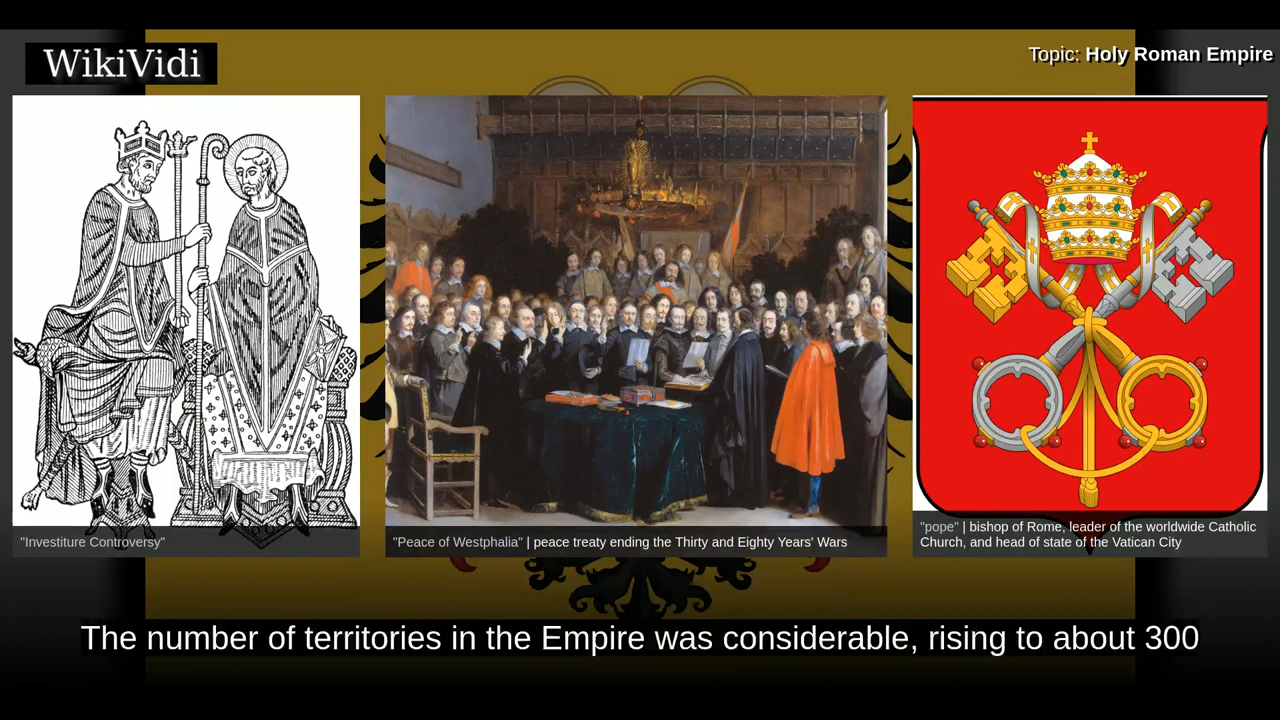 WikiVidi
Topic: Holy Roman Empire
"Investiture Controversy"
"Peace of Westphalia" | peace treaty ending the Thirty and Eighty Years' Wars
"pope" | bishop of Rome, leader of the worldwide Catholic
Church, and head of state of the Vatican City
The number of territories in the Empire was considerable, rising to about 300